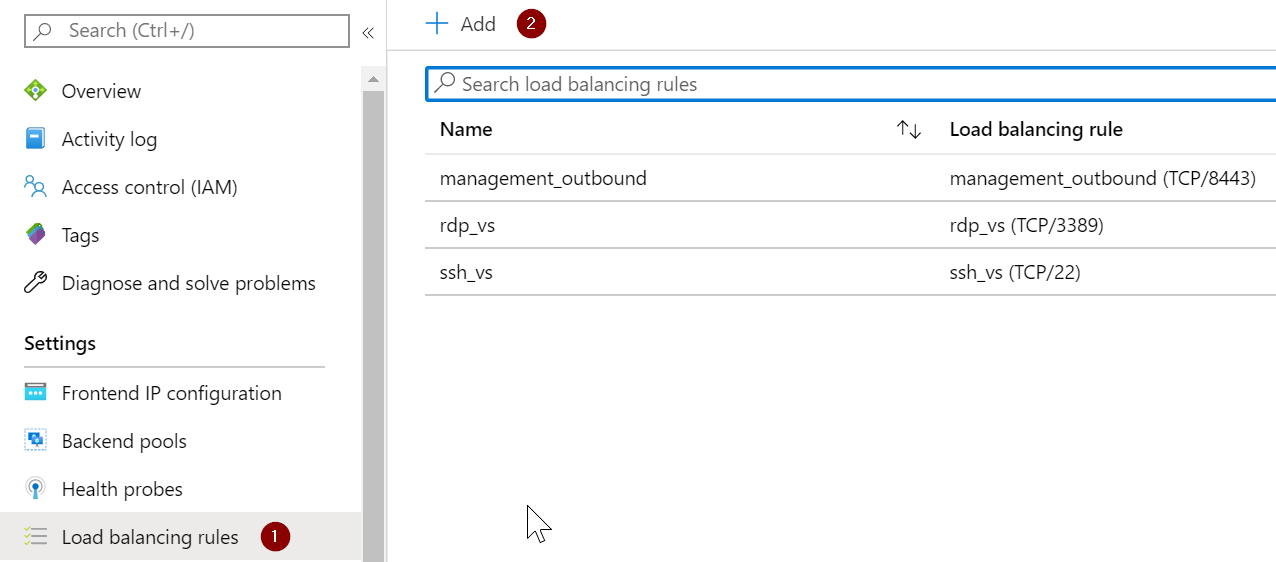 Search (Ctrl+/)
«
Overview
Activity log
Access control (IAM)
Tags
Diagnose and solve problems
Settings
Frontend IP configuration
Backend pools
Health probes
Load balancing rules 1
+ Add 2
Search load balancing rules
Name ↑↓ Load balancing rule
management_outbound management_outbound (TCP/8443)
rdp_vs rdp_vs (TCP/3389)
ssh_vs ssh_vs (TCP/22)